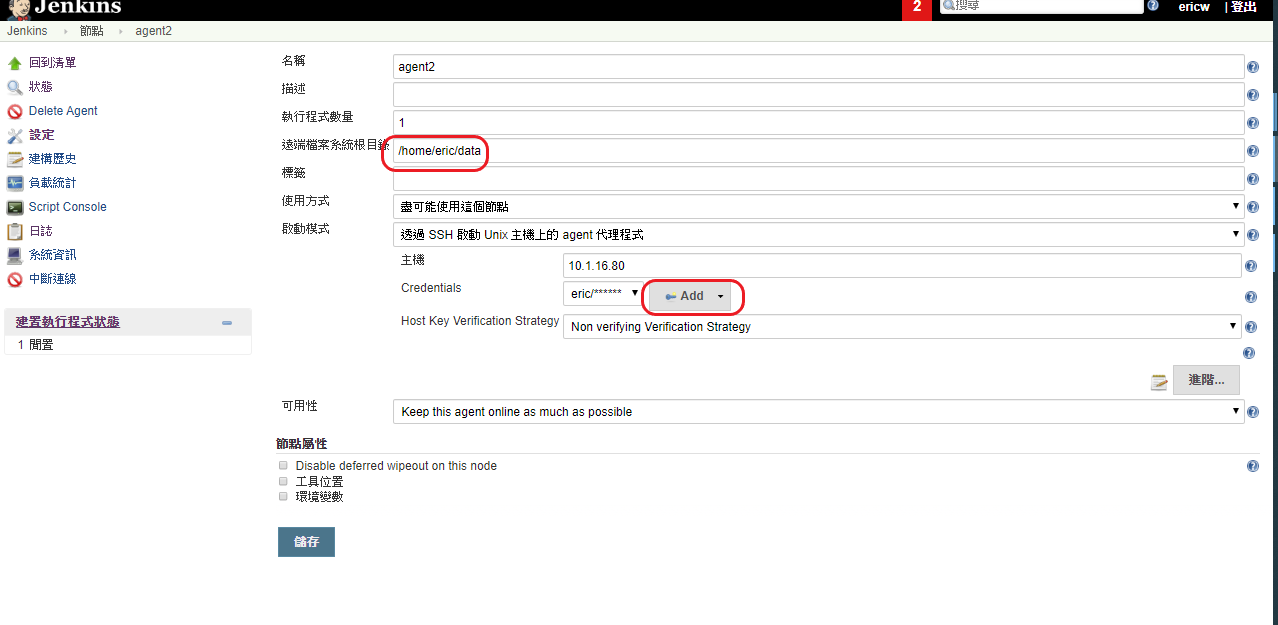 Jenkins
2
搜尋
ericw | 登出
Jenkins 節點 agent2
回到清單
狀態
Delete Agent
設定
建構歷史
負載統計
Script Console
日誌
系統資訊
中斷連線
建置執行程式狀態
1 閒置
名稱 agent2
描述
執行程式數量 1
遠端檔案系統根目錄 /home/eric/data
標籤
使用方式 盡可能使用這個節點
啟動模式 透過 SSH 啟動 Unix 主機上的 agent 代理程式
主機 10.1.16.80
Credentials eric/****** Add
Host Key Verification Strategy Non verifying Verification Strategy
進階...
可用性 Keep this agent online as much as possible
節點屬性
Disable deferred wipeout on this node
工具位置
環境變數
儲存